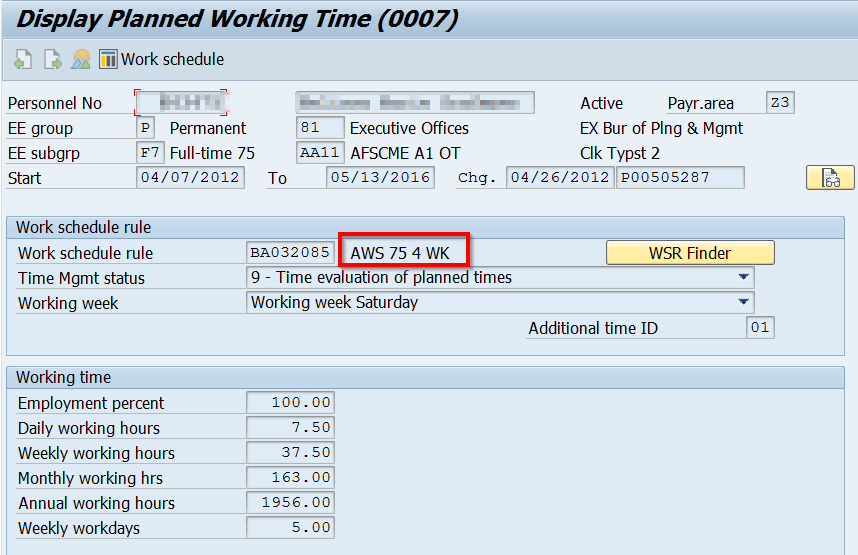 Display Planned Working Time (0007)
Work schedule
Personnel No Active Payr.area Z3
EE group P Permanent 81 Executive Offices EX Bur of Plng & Mgmt
EE subgrp F7 Full-time 75 AA11 AFSCME A1 OT Clk Typst 2
Start 04/07/2012 To 05/13/2016 Chg. 04/26/2012 P00505287
Work schedule rule
Work schedule rule BA032085 AWS 75 4 WK WSR Finder
Time Mgmt status 9 - Time evaluation of planned times
Working week Working week Saturday
Additional time ID 01
Working time
Employment percent 100.00
Daily working hours 7.50
Weekly working hours 37.50
Monthly working hrs 163.00
Annual working hours 1956.00
Weekly workdays 5.00